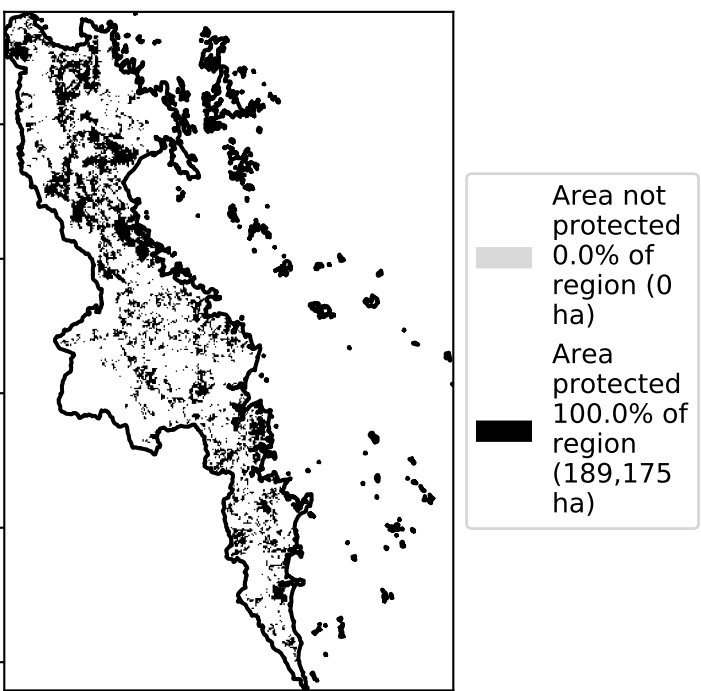 Area not
protected
0.0% of
region (0
ha)
Area
protected
100.0% of
region
(189,175
ha)